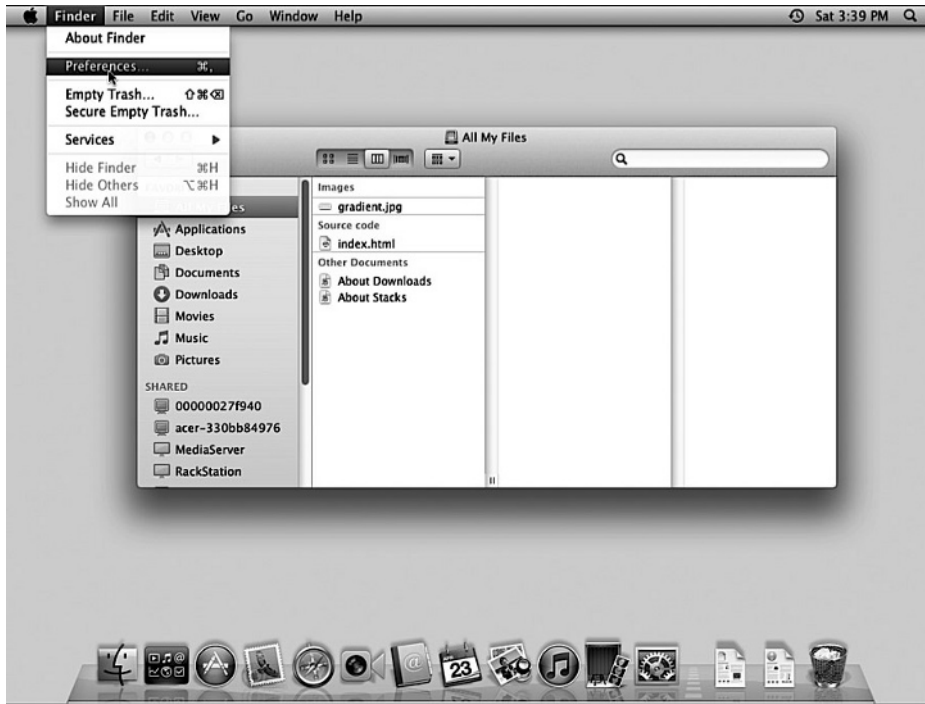 Finder File Edit View Go Window Help Sat 3:39 PM
About Finder
Preferences... ⌘,
Empty Trash... ⇧⌘⌫
Secure Empty Trash...
Services
Hide Finder ⌘H
Hide Others ⌥⌘H
Show All
All My Files
Applications
Desktop
Documents
Downloads
Movies
Music
Pictures
SHARED
00000027f940
acer-330bb84976
MediaServer
RackStation
Images
gradient.jpg
Source code
index.html
Other Documents
About Downloads
About Stacks
23